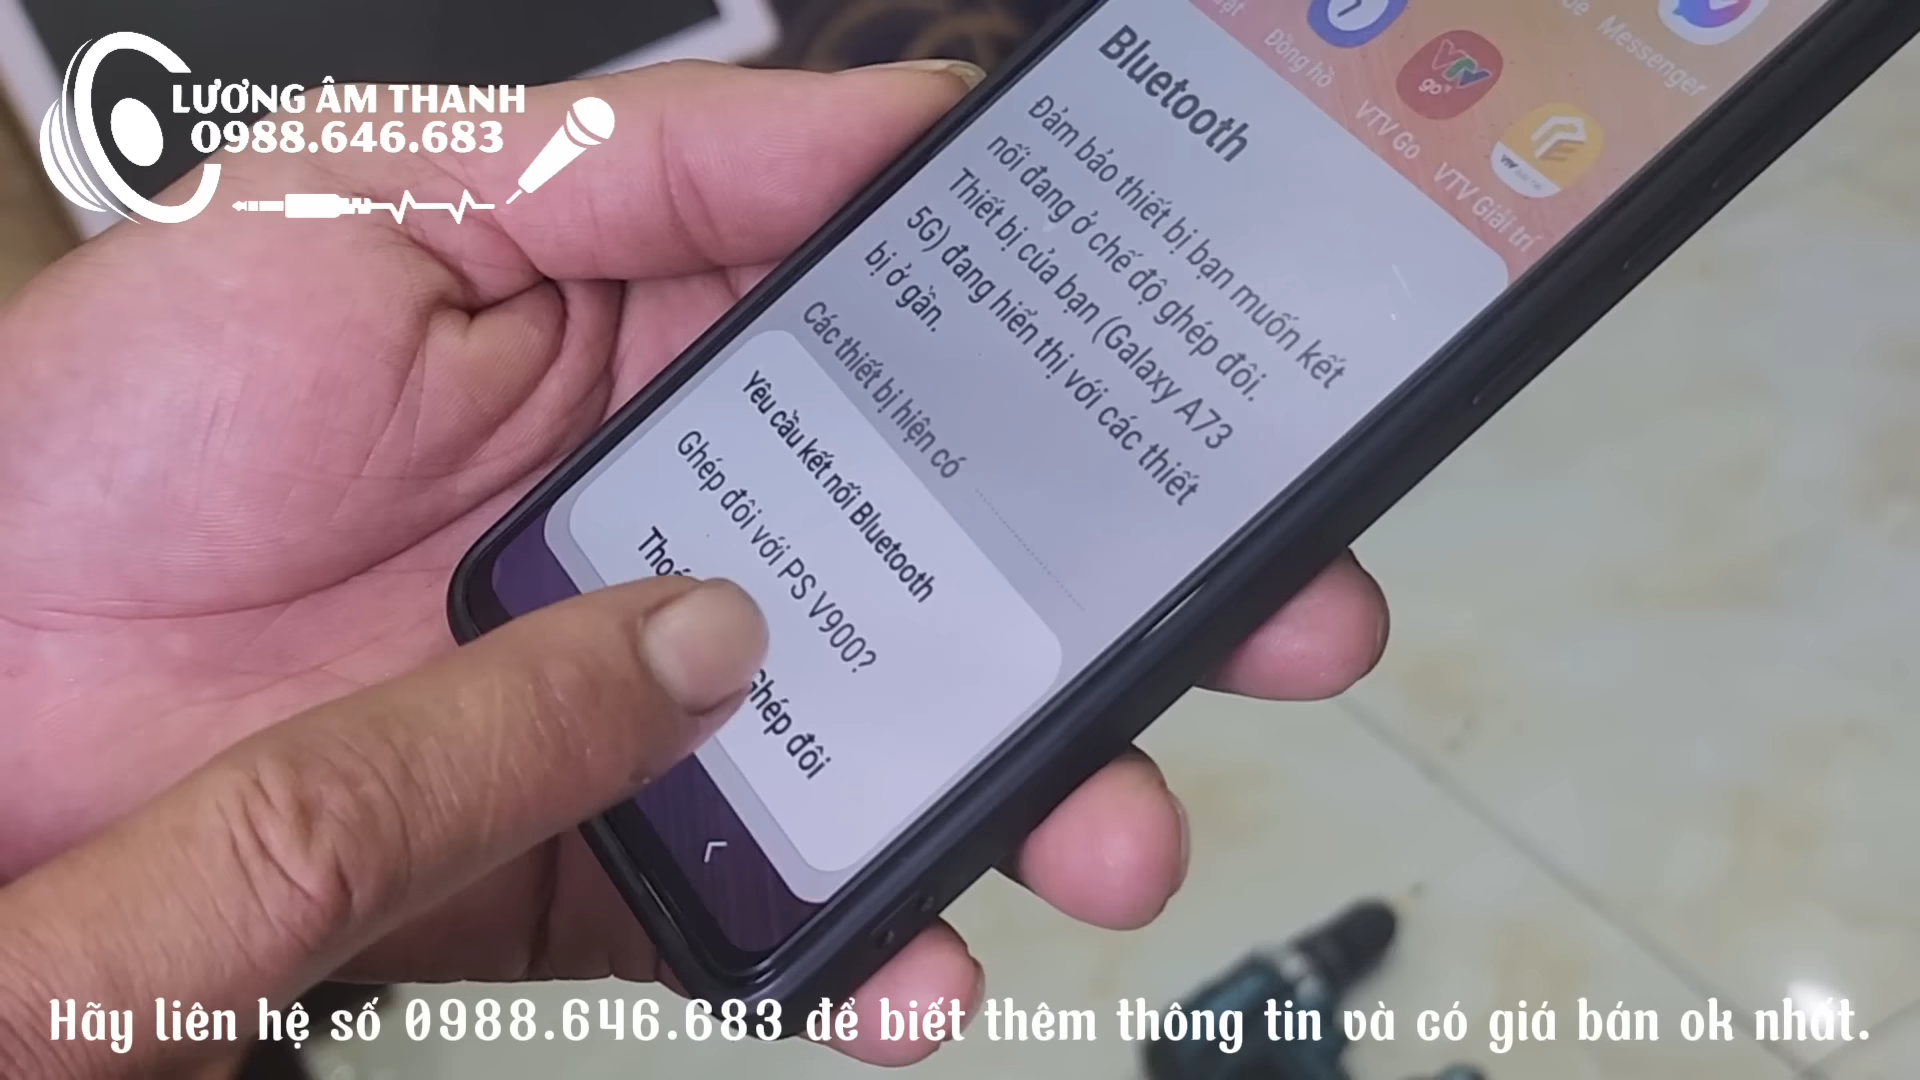 LƯƠNG ÂM THANH
0988.646.683
Messenger
Đồng hồ
VTV Go
VTV Giải trí
VTV
go
Bluetooth
Đảm bảo thiết bị bạn muốn kết
nối đang ở chế độ ghép đôi.
Thiết bị của bạn (Galaxy A73
5G) đang hiển thị với các thiết
bị ở gần.
Các thiết bị hiện có
Yêu cầu kết nối Bluetooth
Ghép đôi với PS V900?
Ghép đôi
Hãy liên hệ số 0988.646.683 để biết thêm thông tin và có giá bán ok nhất.